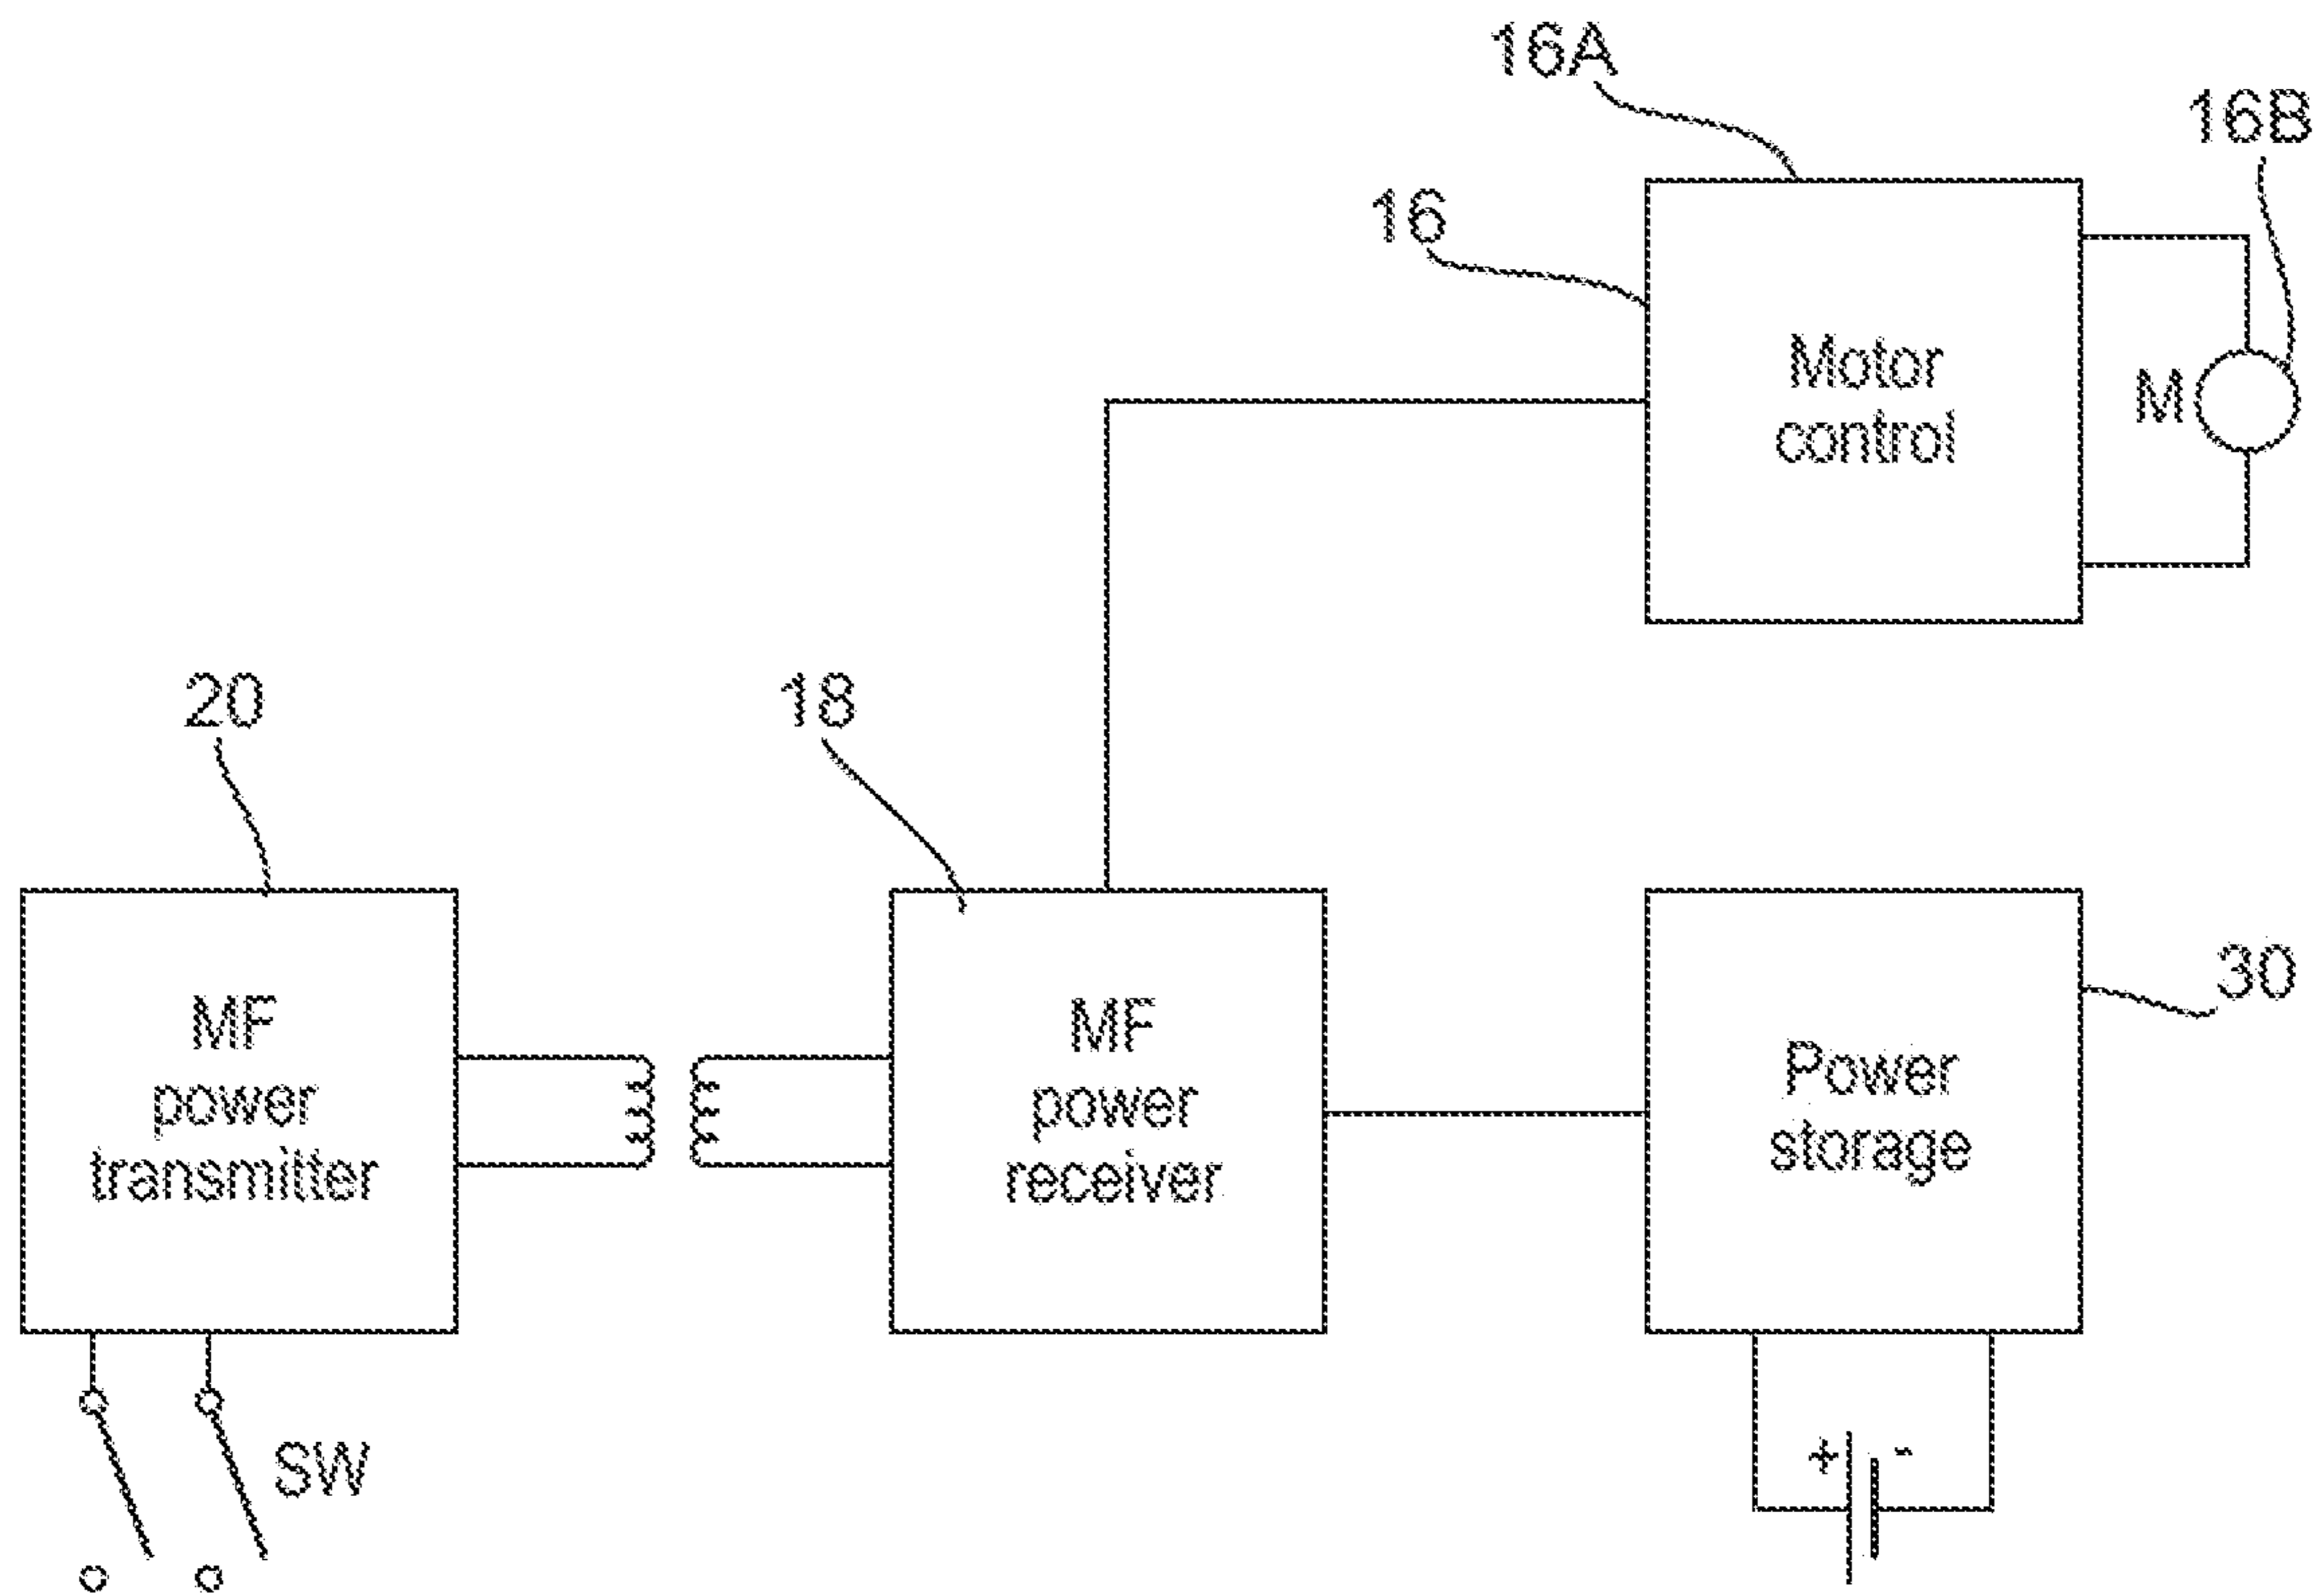 16A
16B
16
Motor
control
M
20
18
MF
power
transmitter
MF
power
receiver
30
Power
storage
SW
+ -